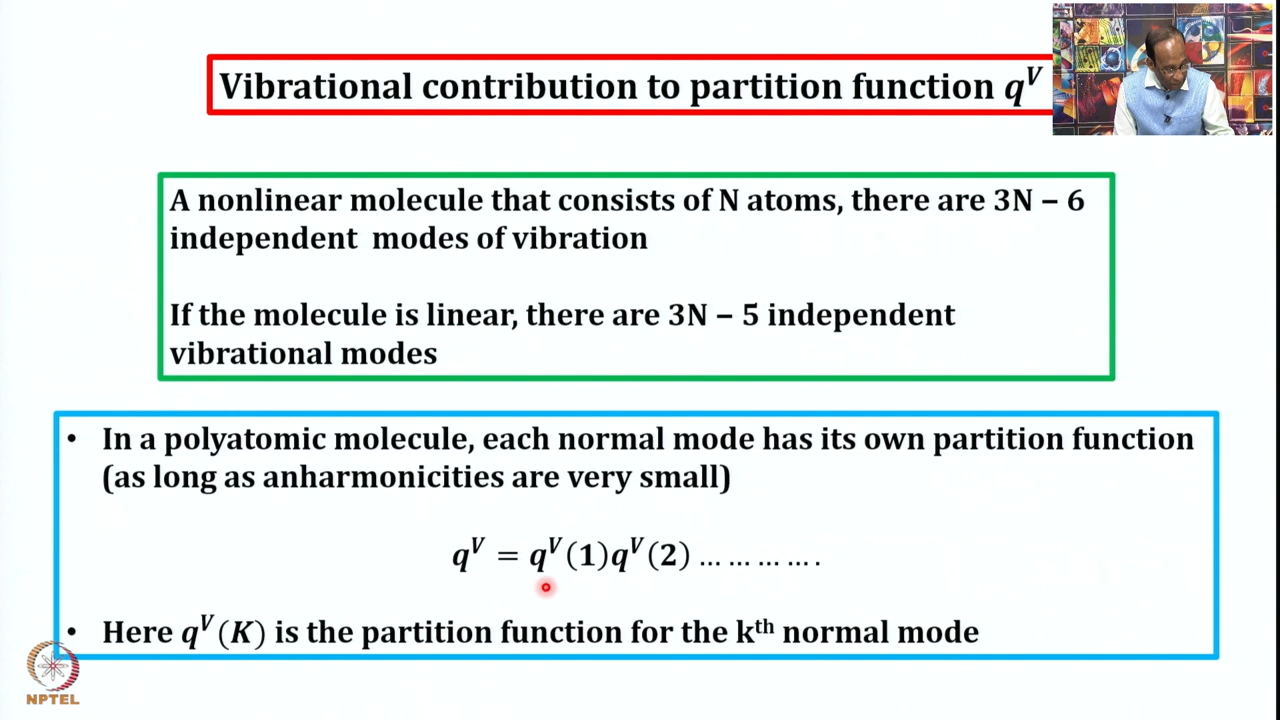 Vibrational contribution to partition function q^V
A nonlinear molecule that consists of N atoms, there are 3N − 6
independent modes of vibration
If the molecule is linear, there are 3N − 5 independent
vibrational modes
• In a polyatomic molecule, each normal mode has its own partition function
(as long as anharmonicities are very small)
q^V = q^V(1)q^V(2) … … … … .
• Here q^V(K) is the partition function for the k^th normal mode
NPTEL